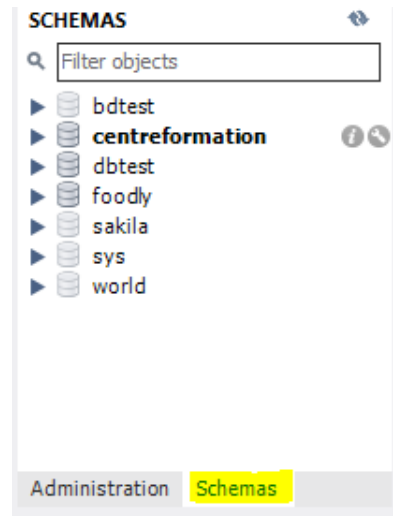 SCHEMAS
Filter objects
bdtest
centreformation
dbtest
foodly
sakila
sys
world
Administration Schemas